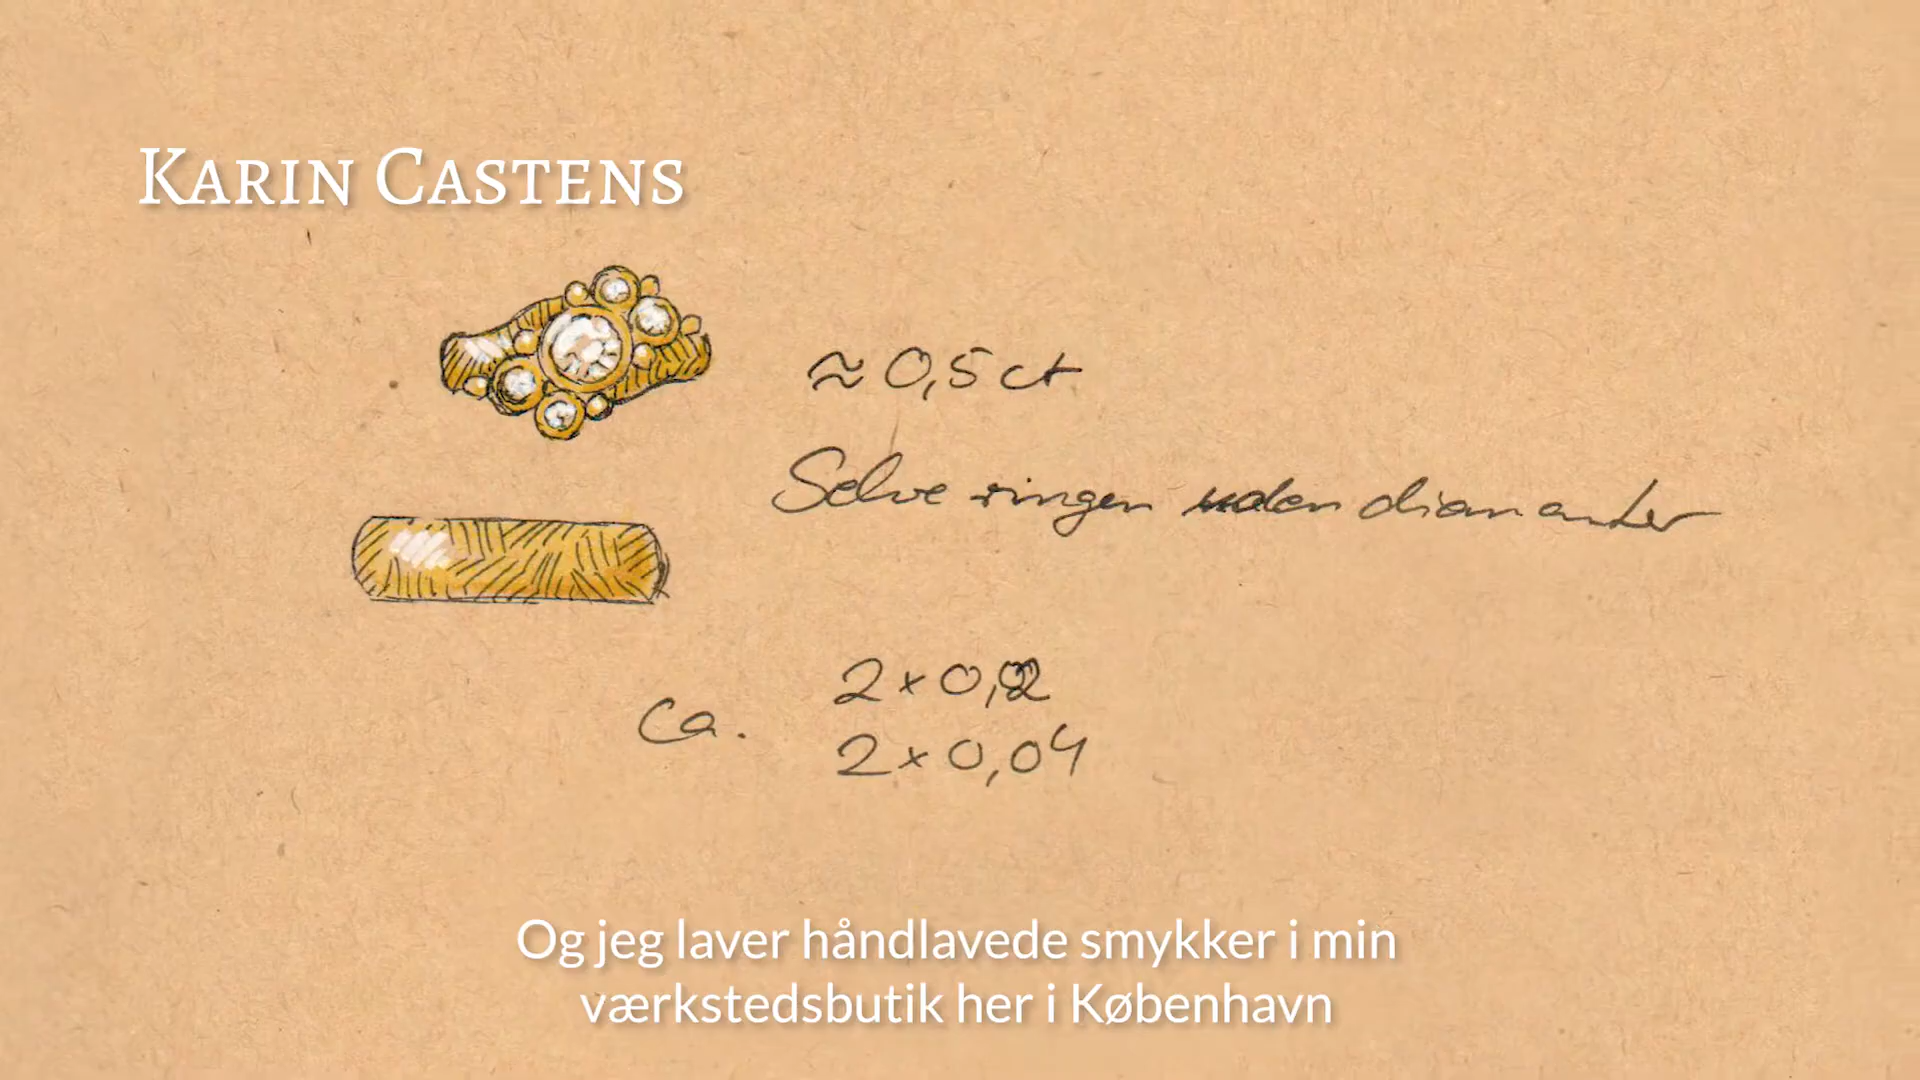 Karin Castens
≈ 0,5 ct
Selve ringen uden diamanter
ca.
2 × 0,2
2 × 0,04
Og jeg laver håndlavede smykker i min
værkstedsbutik her i København